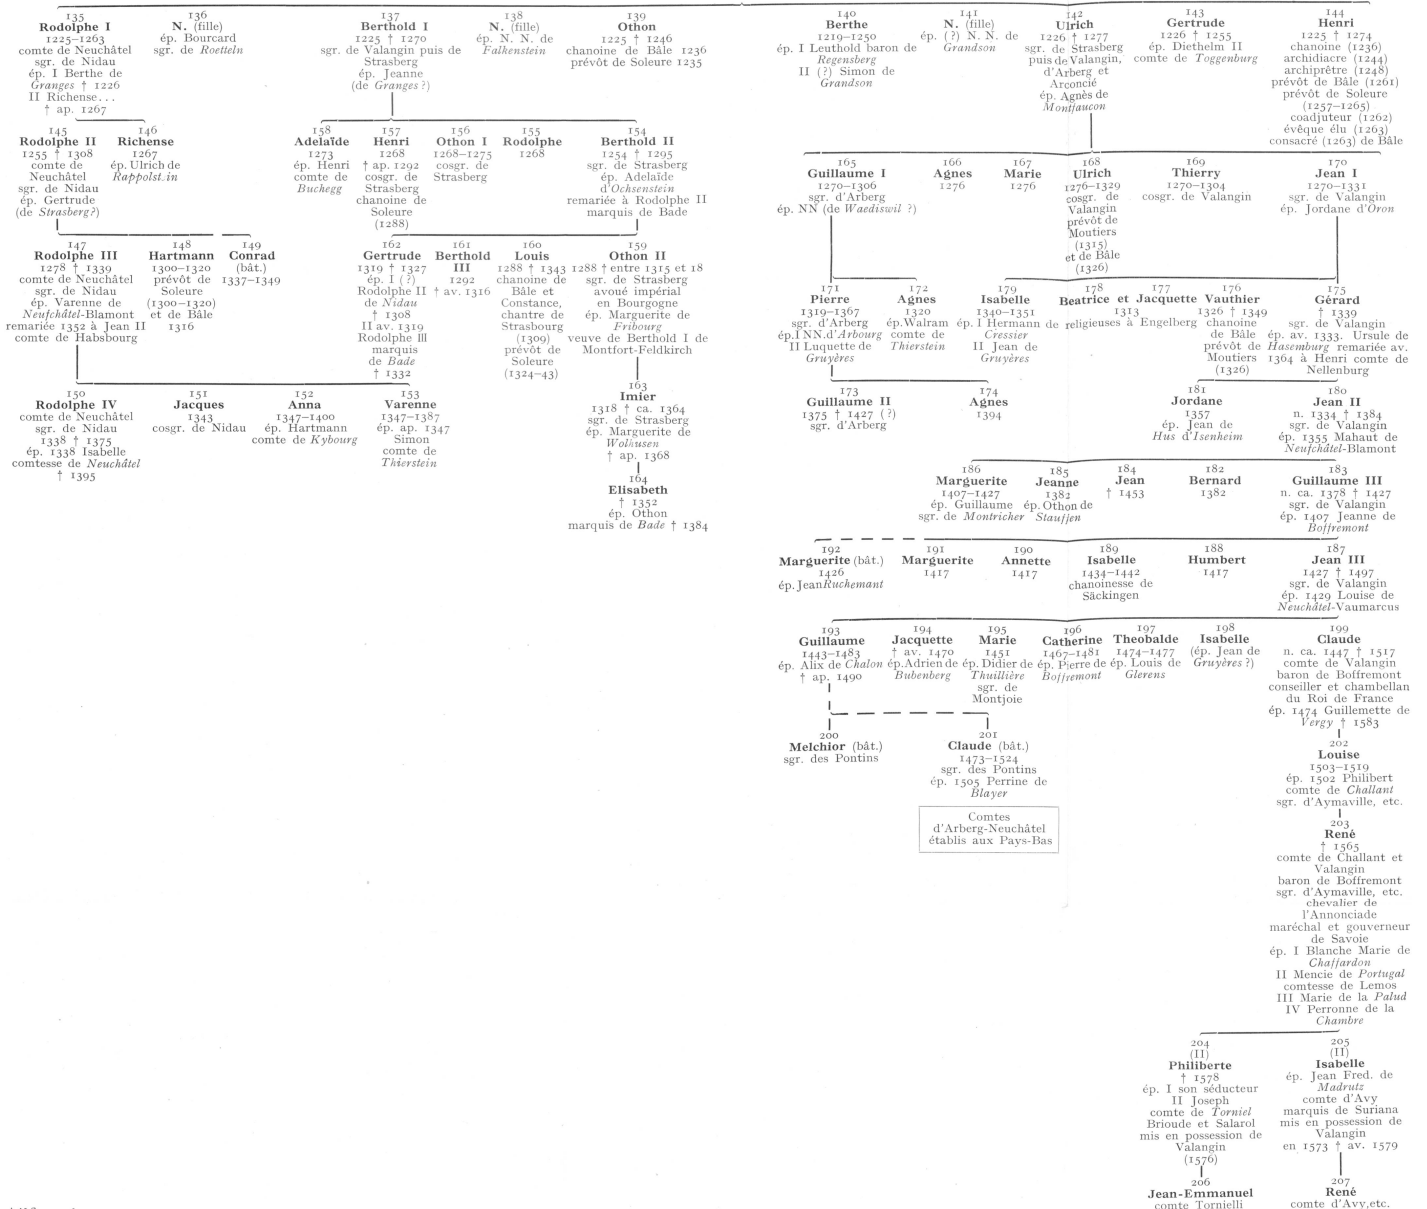 135
Rodolphe I
1225–1263
comte de Neuchâtel
sgr. de Nidau
ép. I Berthe de
Granges † 1226
II Richense...
† ap. 1267
136
N. (fille)
ép. Bourcard
sgr. de Roetteln
137
Berthold I
1225 † 1270
sgr. de Valangin puis de
Strasberg
ép. Jeanne
(de Granges ?)
138
N. (fille)
ép. N. N. de
Falkenstein
139
Othon
1225 † 1246
chanoine de Bâle 1236
prévôt de Soleure 1235
140
Berthe
1219–1250
ép. I Leuthold baron de
Regensberg
II (?) Simon de
Grandson
141
N. (fille)
ép. (?) N. N. de
Grandson
142
Ulrich
1226 † 1277
sgr. de Strasberg
puis de Valangin,
d'Arberg et
Arconcié
ép. Agnès de
Montfaucon
143
Gertrude
1226 † 1255
ép. Diethelm II
comte de Toggenburg
144
Henri
1225 † 1274
chanoine (1236)
archidiacre (1244)
archiprêtre (1248)
prévôt de Bâle (1261)
prévôt de Soleure
(1257–1265)
coadjuteur (1262)
évêque élu (1263)
consacré (1263) de Bâle
145
Rodolphe II
1255 † 1308
comte de
Neuchâtel
sgr. de Nidau
ép. Gertrude
(de Strasberg?)
146
Richense
1267
ép. Ulrich de
Rappolst.in
158
Adelaïde
1273
ép. Henri
comte de
Buchegg
157
Henri
1268
† ap. 1292
cosgr. de
Strasberg
chanoine de
Soleure
(1288)
156
Othon I
1268–1275
cosgr. de
Strasberg
155
Rodolphe
1268
154
Berthold II
1254 † 1295
sgr. de Strasberg
ép. Adelaïde
d'Ochsenstein
remariée à Rodolphe II
marquis de Bade
165
Guillaume I
1270–1306
sgr. d'Arberg
ép. NN (de Waediswil ?)
166
Agnes
1276
167
Marie
1276
168
Ulrich
1276–1329
cosgr. de
Valangin
prévôt de
Moutiers
(1315)
et de Bâle
(1326)
169
Thierry
1270–1304
cosgr. de Valangin
170
Jean I
1270–1331
sgr. de Valangin
ép. Jordane d'Oron
147
Rodolphe III
1278 † 1339
comte de Neuchâtel
sgr. de Nidau
ép. Varenne de
Neufchâtel-Blamont
remariée 1352 à Jean II
comte de Habsbourg
148
Hartmann
1300–1320
prévôt de
Soleure
(1300–1320)
et de Bâle
1316
149
Conrad
(bât.)
1337–1349
162
Gertrude
1319 † 1327
ép. I (?)
Rodolphe II
de Nidau
† 1308
II av. 1319
Rodolphe III
marquis
de Bade
† 1332
161
Berthold
III
1292
† av. 1316
160
Louis
1288 † 1343
chanoine de
Bâle et
Constance,
chantre de
Strasbourg
(1309)
prévôt de
Soleure
(1324–43)
159
Othon II
1288 † entre 1315 et 18
sgr. de Strasberg
avoué impérial
en Bourgogne
ép. Marguerite de
Fribourg
veuve de Berthold I de
Montfort-Feldkirch
171
Pierre
1319–1367
sgr. d'Arberg
ép.I NN.d'Arbourg
II Luquette de
Gruyères
172
Agnes
1320
ép.Walram
comte de
Thierstein
179
Isabelle
1340–1351
ép. I Hermann de
Cressier
II Jean de
Gruyères
178 177
Beatrice et Jacquette
1313
religieuses à Engelberg
176
Vauthier
1326 † 1349
chanoine
de Bâle
prévôt de
Moutiers
(1326)
175
Gérard
† 1339
sgr. de Valangin
ép. av. 1333. Ursule de
Hasemburg remariée av.
1364 à Henri comte de
Nellenburg
150
Rodolphe IV
comte de Neuchâtel
sgr. de Nidau
1338 † 1375
ép. 1338 Isabelle
comtesse de Neuchâtel
† 1395
151
Jacques
1343
cosgr. de Nidau
152
Anna
1347–1400
ép. Hartmann
comte de Kybourg
153
Varenne
1347–1387
ép. ap. 1347
Simon
comte de
Thierstein
163
Imier
1318 † ca. 1364
sgr. de Strasberg
ép. Marguerite de
Wolhusen
† ap. 1368
164
Elisabeth
† 1352
ép. Othon
marquis de Bade † 1384
173
Guillaume II
1375 † 1427 (?)
sgr. d'Arberg
174
Agnes
1394
181
Jordane
1357
ép. Jean de
Hus d'Isenheim
180
Jean II
n. 1334 † 1384
sgr. de Valangin
ép. 1355 Mahaut de
Neufchâtel-Blamont
186
Marguerite
1407–1427
ép. Guillaume
sgr. de Montricher
185
Jeanne
1382
ép. Othon de
Stauffen
184
Jean
† 1453
182
Bernard
1382
183
Guillaume III
n. ca. 1378 † 1427
sgr. de Valangin
ép. 1407 Jeanne de
Boffremont
192
Marguerite (bât.)
1426
ép. Jean Ruchemant
191
Marguerite
1417
190
Annette
1417
189
Isabelle
1434–1442
chanoinesse de
Säckingen
188
Humbert
1417
187
Jean III
1427 † 1497
sgr. de Valangin
ép. 1429 Louise de
Neuchâtel-Vaumarcus
193
Guillaume
1443–1483
ép. Alix de Chalon
† ap. 1490
194
Jacquette
† av. 1470
ép.Adrien de
Bubenberg
195
Marie
1451
ép. Didier de
Thuillière
sgr. de
Montjoie
196
Catherine
1467–1481
ép. Pierre de
Boffremont
197
Theobalde
1474–1477
ép. Louis de
Glerens
198
Isabelle
(ép. Jean de
Gruyères ?)
199
Claude
n. ca. 1447 † 1517
comte de Valangin
baron de Boffremont
conseiller et chambellan
du Roi de France
ép. 1474 Guillemette de
Vergy † 1583
200
Melchior (bât.)
sgr. des Pontins
201
Claude (bât.)
1473–1524
sgr. des Pontins
ép. 1505 Perrine de
Blayer
Comtes
d'Arberg-Neuchâtel
établis aux Pays-Bas
202
Louise
1503–1519
ép. 1502 Philibert
comte de Challant
sgr. d'Aymaville, etc.
203
René
† 1565
comte de Challant et
Valangin
baron de Boffremont
sgr. d'Aymaville, etc.
chevalier de
l'Annonciade
maréchal et gouverneur
de Savoie
ép. I Blanche Marie de
Chaffardon
II Mencie de Portugal
comtesse de Lemos
III Marie de la Palud
IV Perronne de la
Chambre
204
(II)
Philiberte
† 1578
ép. I son séducteur
II Joseph
comte de Torniel
Brioude et Salarol
mis en possession de
Valangin
(1576)
205
(II)
Isabelle
ép. Jean Fred. de
Madrutz
comte d'Avy
marquis de Suriana
mis en possession de
Valangin
en 1573 † av. 1579
206
Jean-Emmanuel
comte Tornielli
207
René
comte d'Avy,etc.